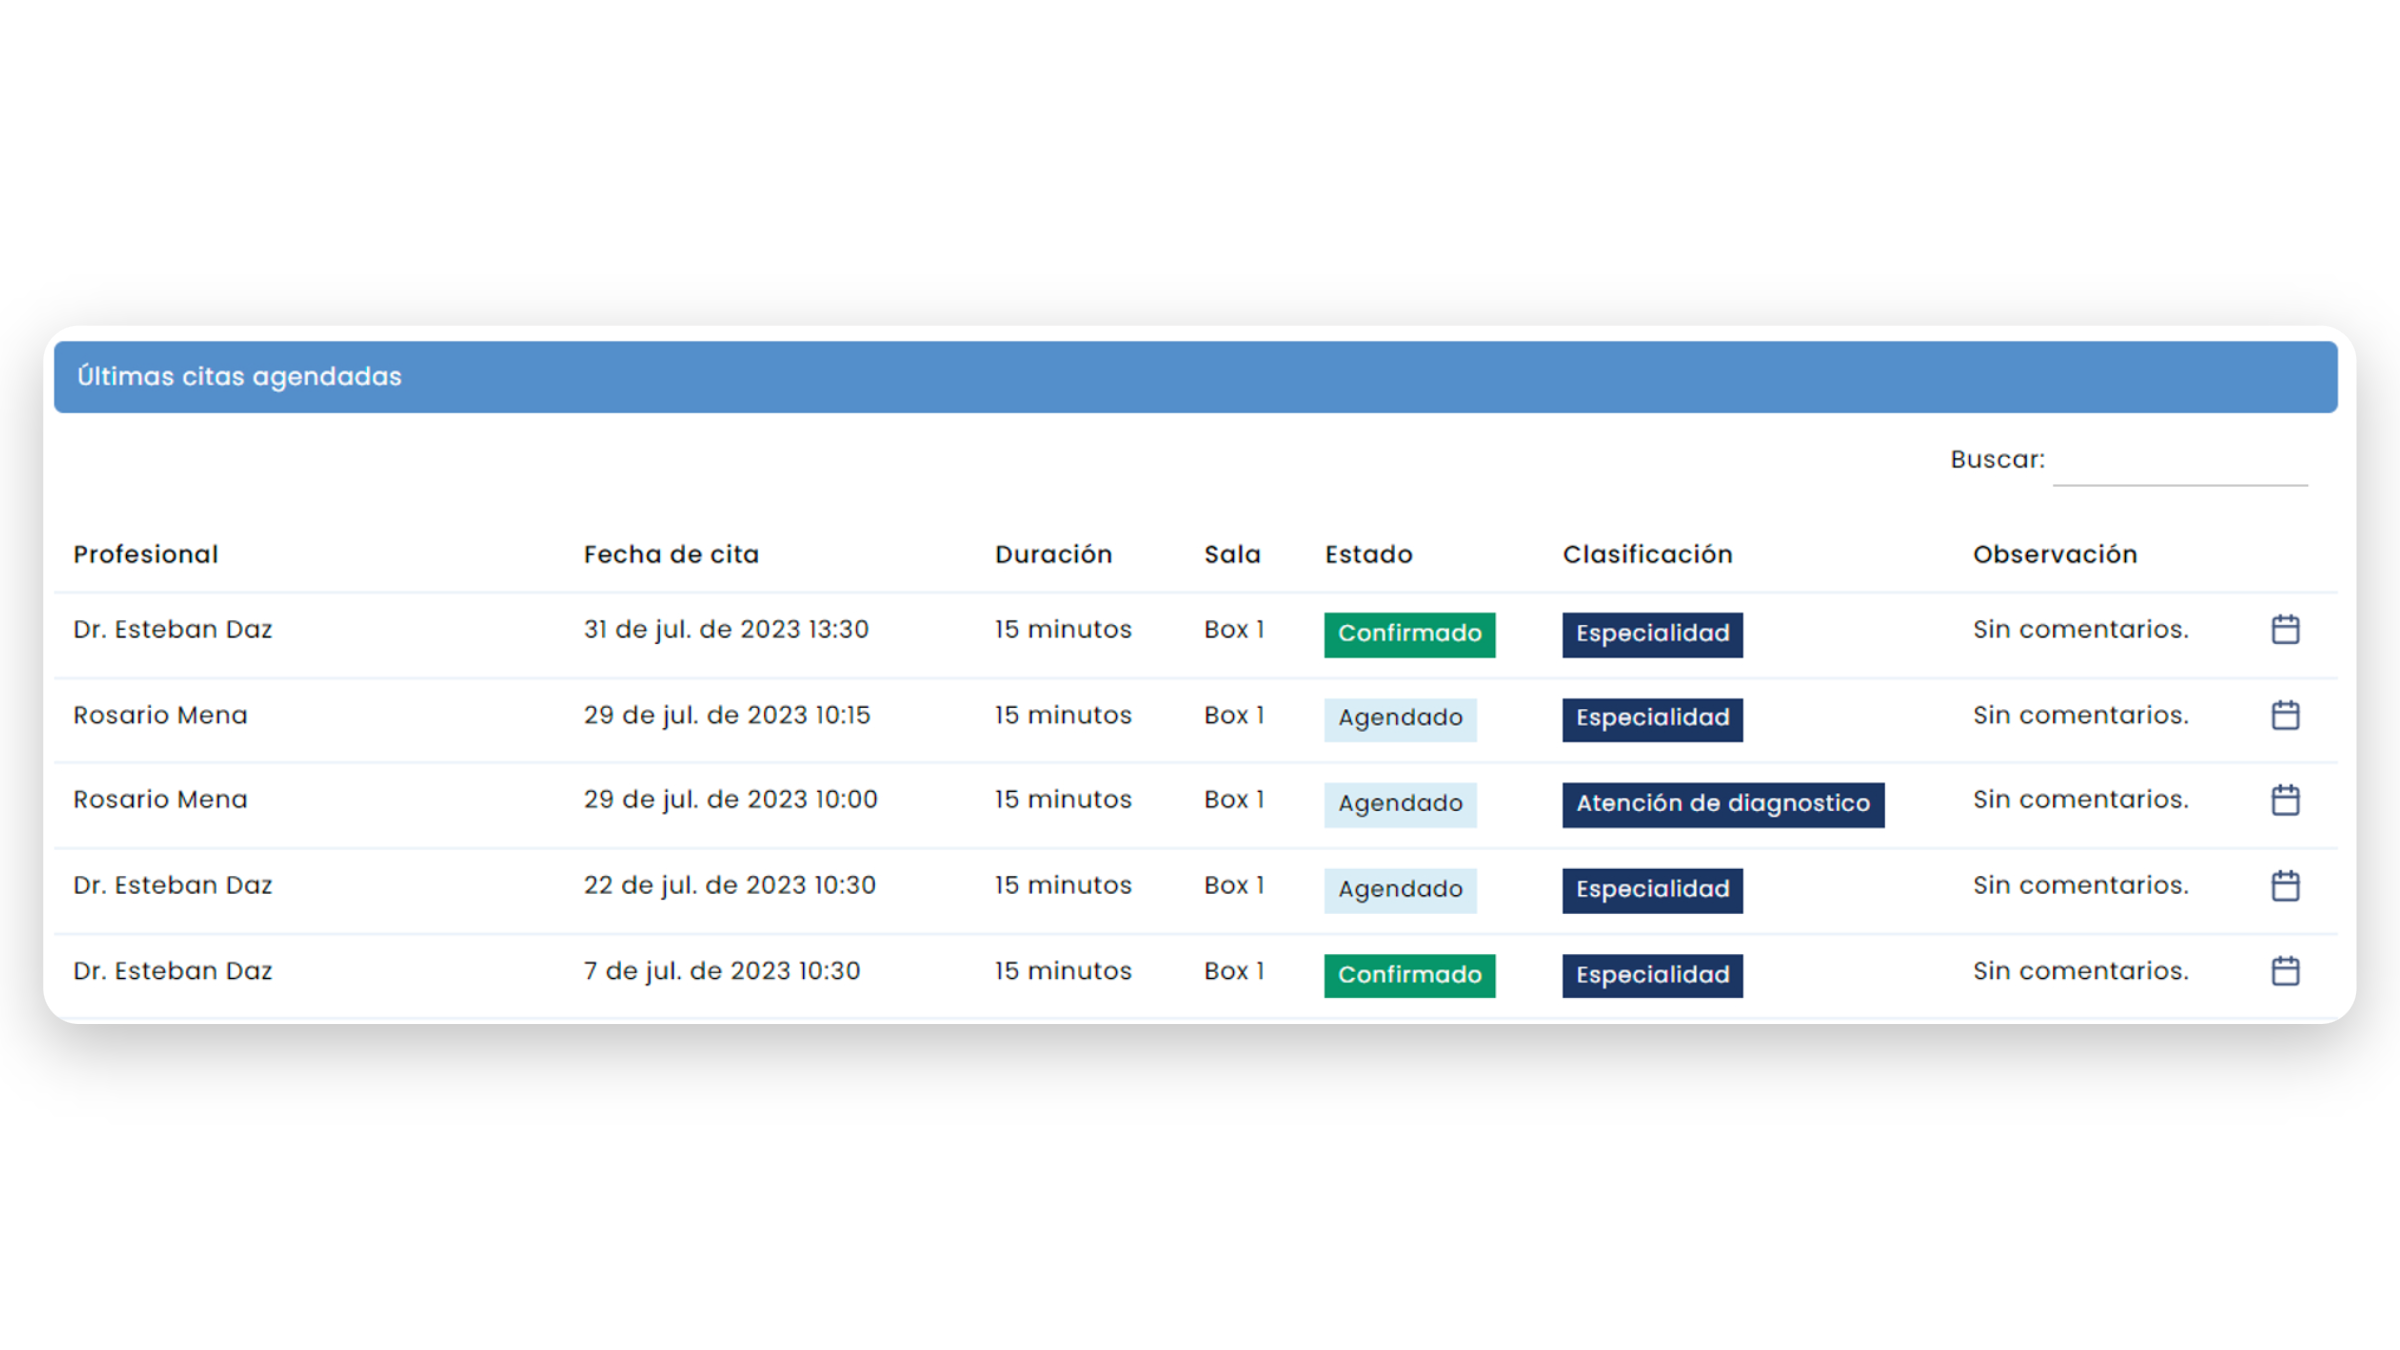 Últimas citas agendadas
Buscar:
Profesional Fecha de cita Duración Sala Estado Clasificación Observación
Dr. Esteban Daz 31 de jul. de 2023 13:30 15 minutos Box 1 Confirmado Especialidad Sin comentarios.
Rosario Mena 29 de jul. de 2023 10:15 15 minutos Box 1 Agendado Especialidad Sin comentarios.
Rosario Mena 29 de jul. de 2023 10:00 15 minutos Box 1 Agendado Atención de diagnostico Sin comentarios.
Dr. Esteban Daz 22 de jul. de 2023 10:30 15 minutos Box 1 Agendado Especialidad Sin comentarios.
Dr. Esteban Daz 7 de jul. de 2023 10:30 15 minutos Box 1 Confirmado Especialidad Sin comentarios.